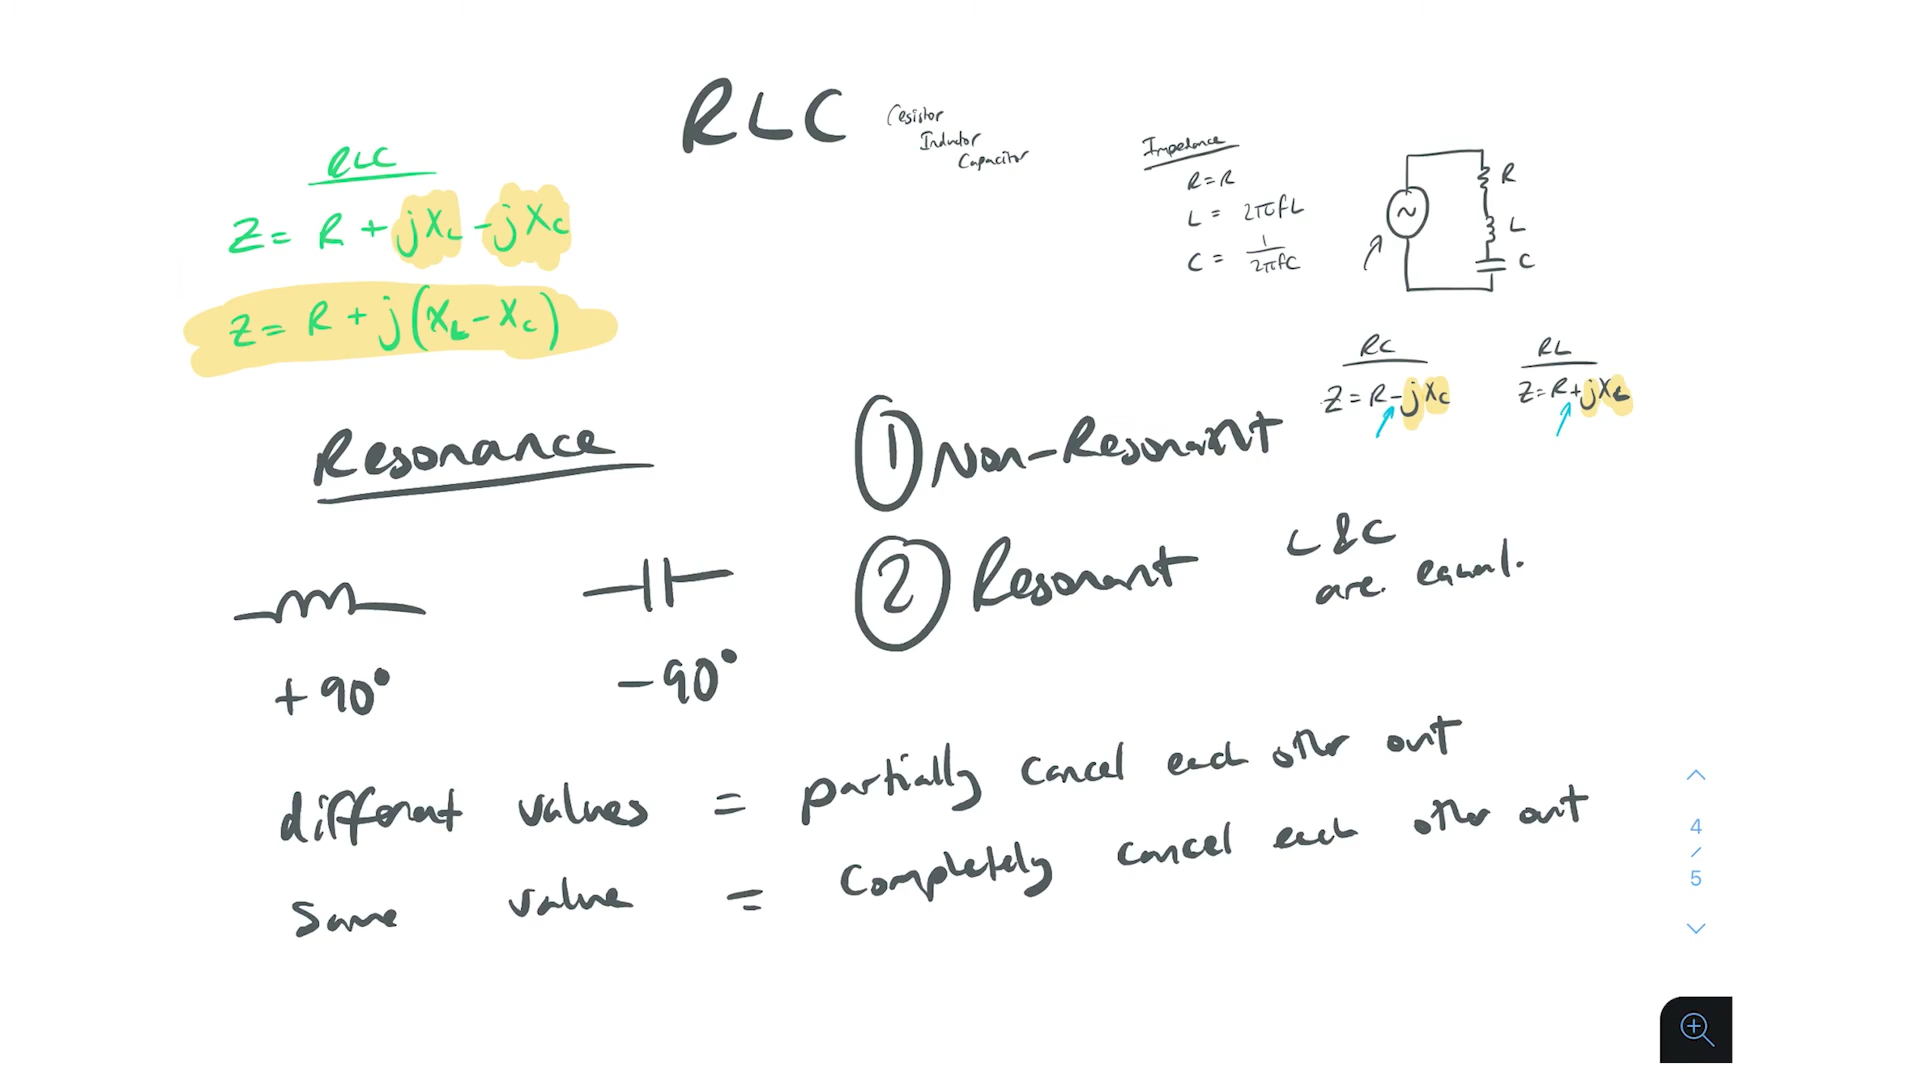 RLC
resistor
Inductor
Capacitor
RLC
Z = R + jXL - jXC
Z = R + j(XL - XC)
Impedance
R = R
L = 2πfL
C = 1/2πfC
~
R
L
C
RC
Z = R - jXC
RL
Z = R + jXL
Resonance
① Non-Resonant
② Resonant
L & C
are equal.
+90°
-90°
different values = partially cancel each other out
Same value = Completely cancel each other out
4
/
5